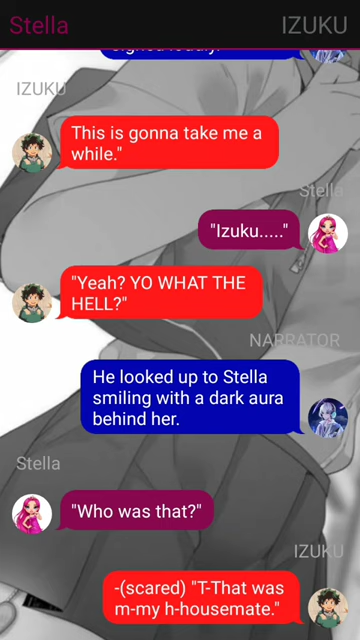 Stella IZUKU
signed loudly.
IZUKU
This is gonna take me a
while."
Stella
"Izuku....."
"Yeah? YO WHAT THE
HELL?"
NARRATOR
He looked up to Stella
smiling with a dark aura
behind her.
Stella
"Who was that?"
IZUKU
-(scared) "T-That was
m-my h-housemate."